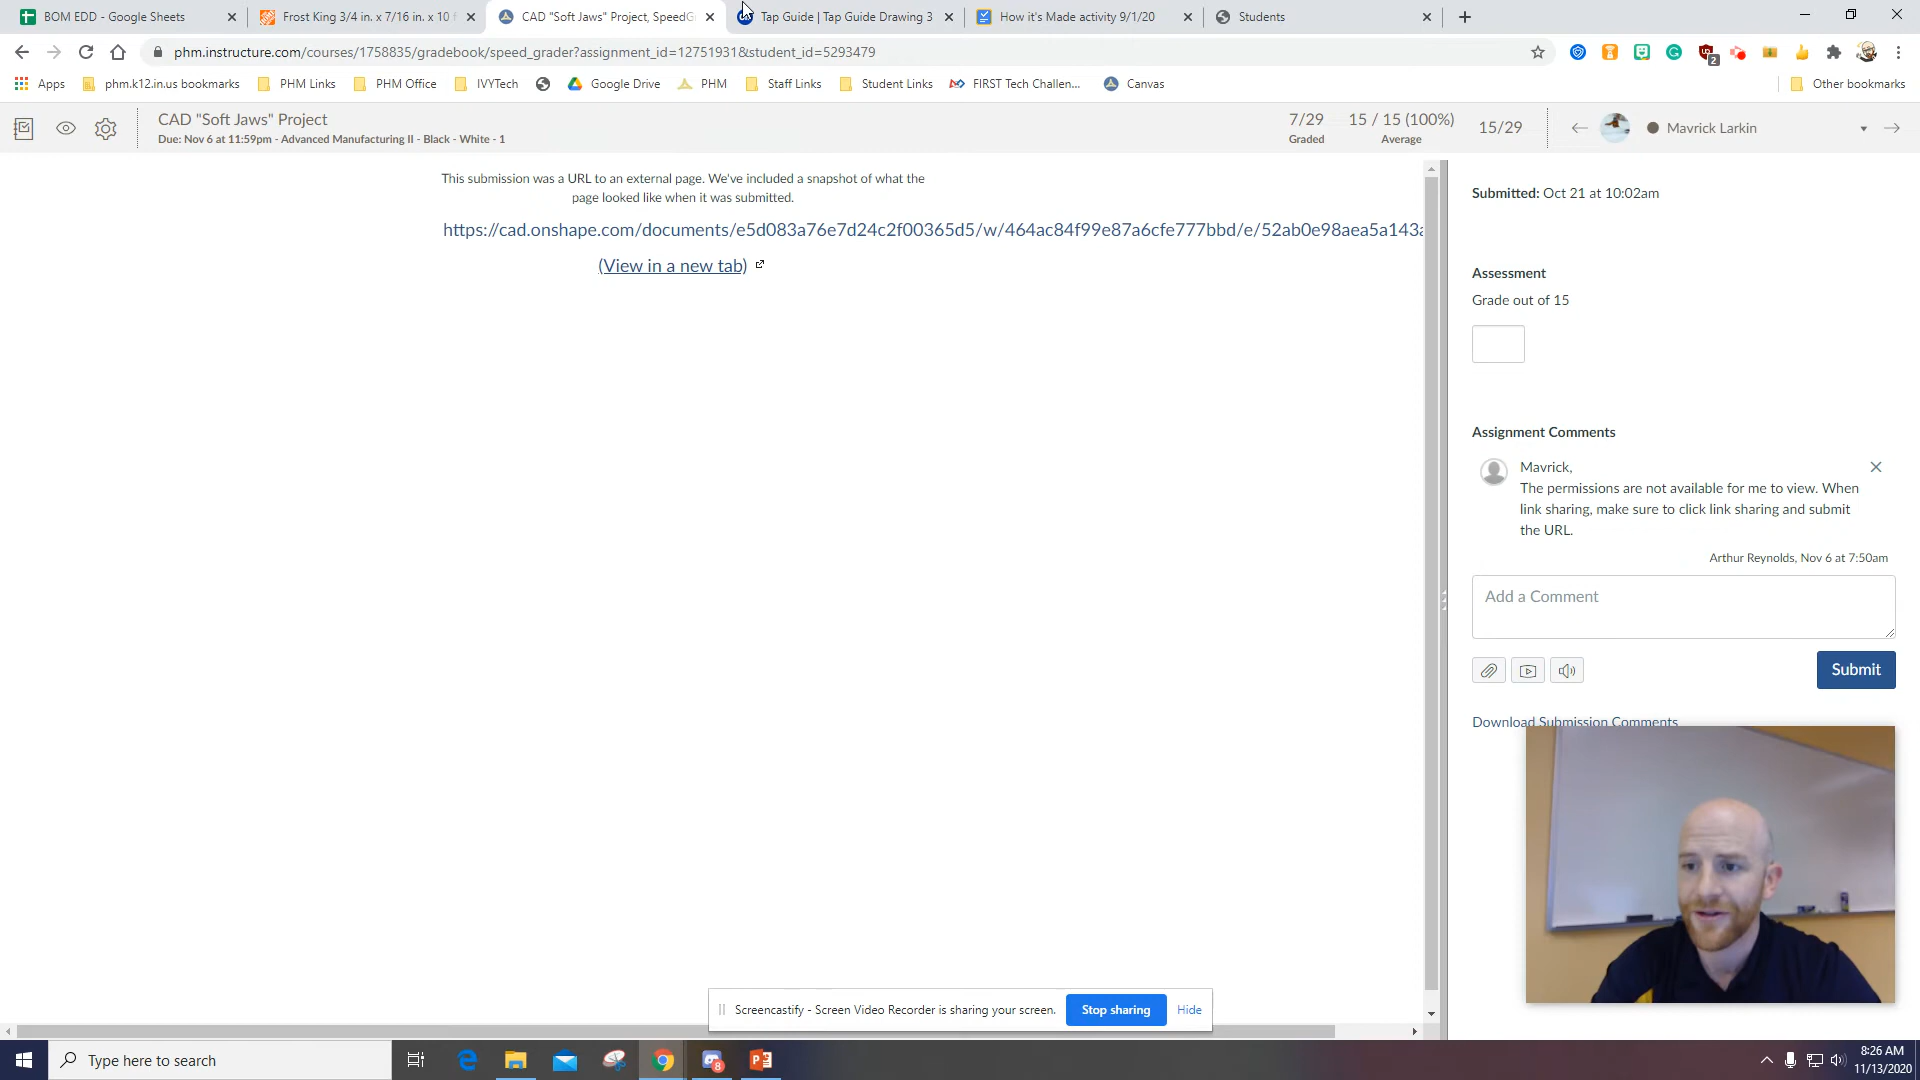 BOM EDD - Google Sheets
Frost King 3/4 in. x 7/16 in. x 10 f
CAD "Soft Jaws" Project, SpeedG
Tap Guide | Tap Guide Drawing 3
How it's Made activity 9/1/20
Students
phm.instructure.com/courses/1758835/gradebook/speed_grader?assignment_id=12751931&student_id=5293479
2
Apps
phm.k12.in.us bookmarks
PHM Links
PHM Office
IVYTech
Google Drive
PHM
Staff Links
Student Links
FIRST Tech Challen...
Canvas
Other bookmarks
CAD "Soft Jaws" Project
Due: Nov 6 at 11:59pm - Advanced Manufacturing II - Black - White - 1
7/29
Graded
15 / 15 (100%)
Average
15/29
Mavrick Larkin
This submission was a URL to an external page. We've included a snapshot of what the
page looked like when it was submitted.
https://cad.onshape.com/documents/e5d083a76e7d24c2f00365d5/w/464ac84f99e87a6cfe777bbd/e/52ab0e98aea5a143a
(View in a new tab)
Submitted: Oct 21 at 10:02am
Assessment
Grade out of 15
Assignment Comments
Mavrick,
The permissions are not available for me to view. When
link sharing, make sure to click link sharing and submit
the URL.
Arthur Reynolds, Nov 6 at 7:50am
Add a Comment
Submit
Download Submission Comments
Screencastify - Screen Video Recorder is sharing your screen.
Stop sharing
Hide
Type here to search
8
8:26 AM
11/13/2020